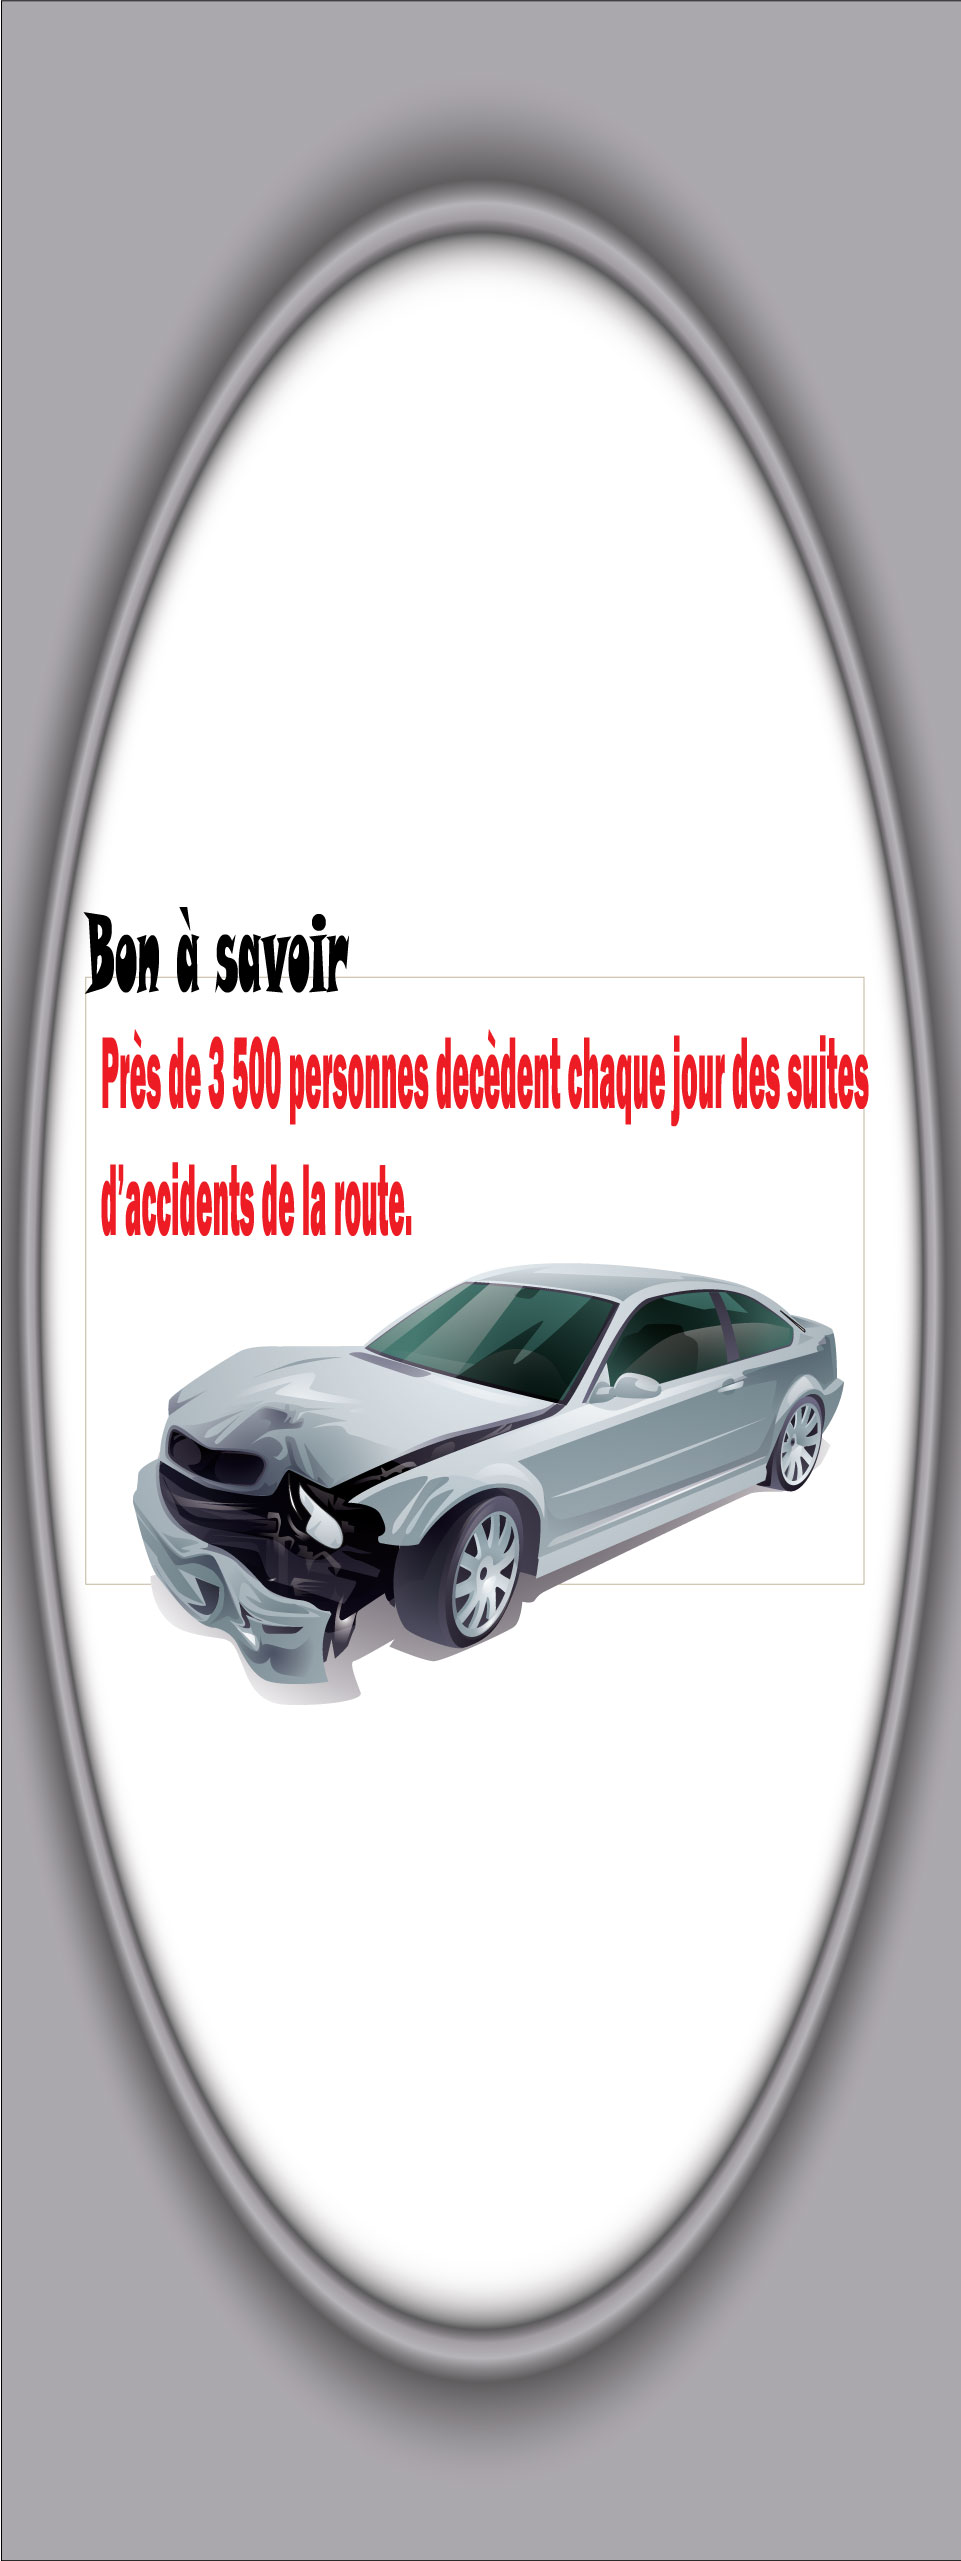 Bon à savoir
Près de 3 500 personnes decèdent chaque jour des suites
d’accidents de la route.